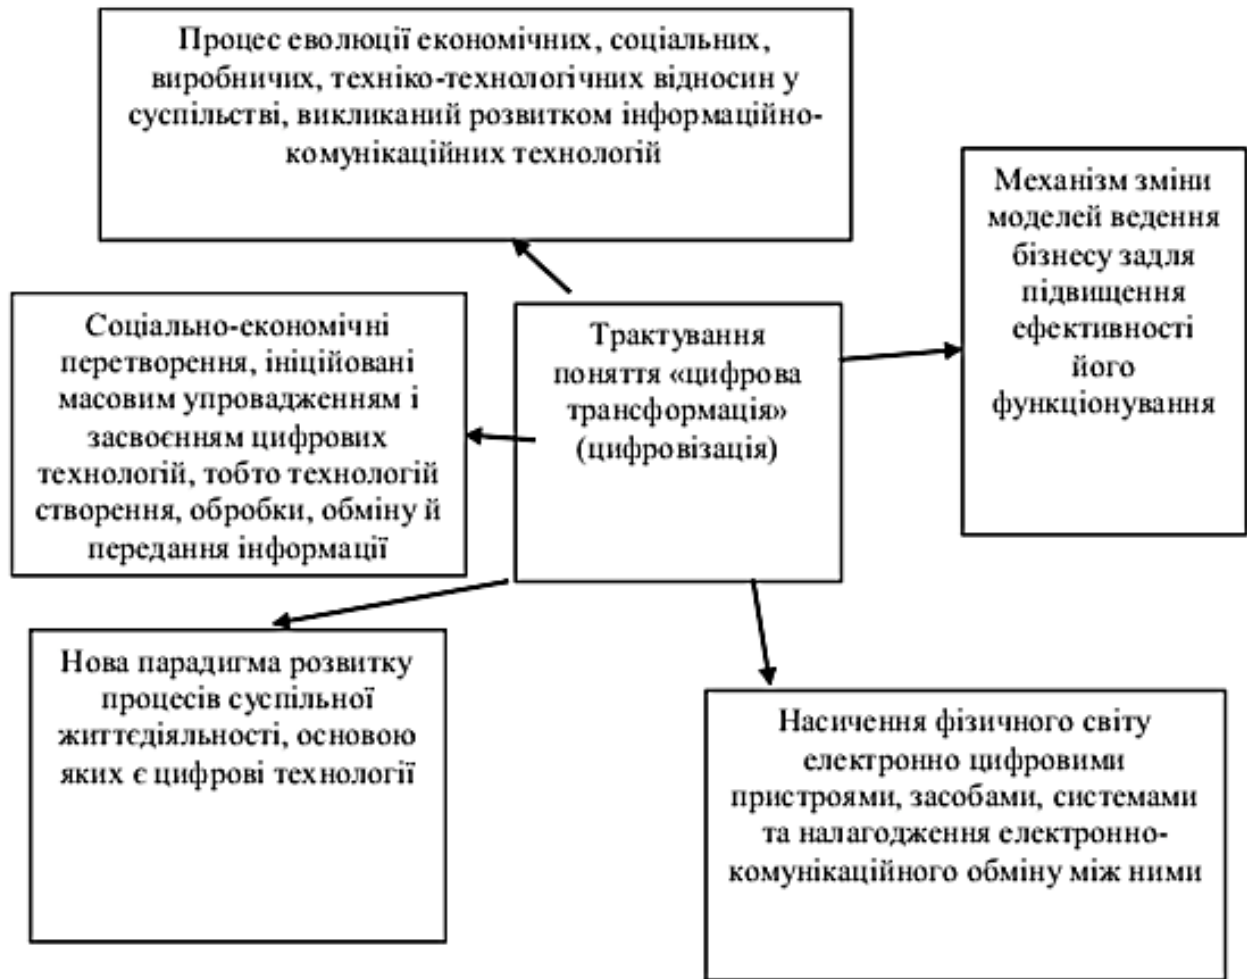 Процес еволюції економічних, соціальних,
виробничих, техніко-технологічних відносин у
суспільстві, викликаний розвитком інформаційно-
комунікаційних технологій
Механізм зміни
моделей ведення
бізнесу задля
підвищення
ефективності
його
функціонування
Соціально-економічні
перетворення, ініційовані
масовим упровадженням і
засвоєнням цифрових
технологій, тобто технологій
створення, обробки, обміну й
передання інформації
Трактування
поняття «цифрова
трансформація»
(цифровізація)
Нова парадигма розвитку
процесів суспільної
життєдіяльності, основою
яких є цифрові технології
Насичення фізичного світу
електронно цифровими
пристроями, засобами, системами
та налагодження електронно-
комунікаційного обміну між ними